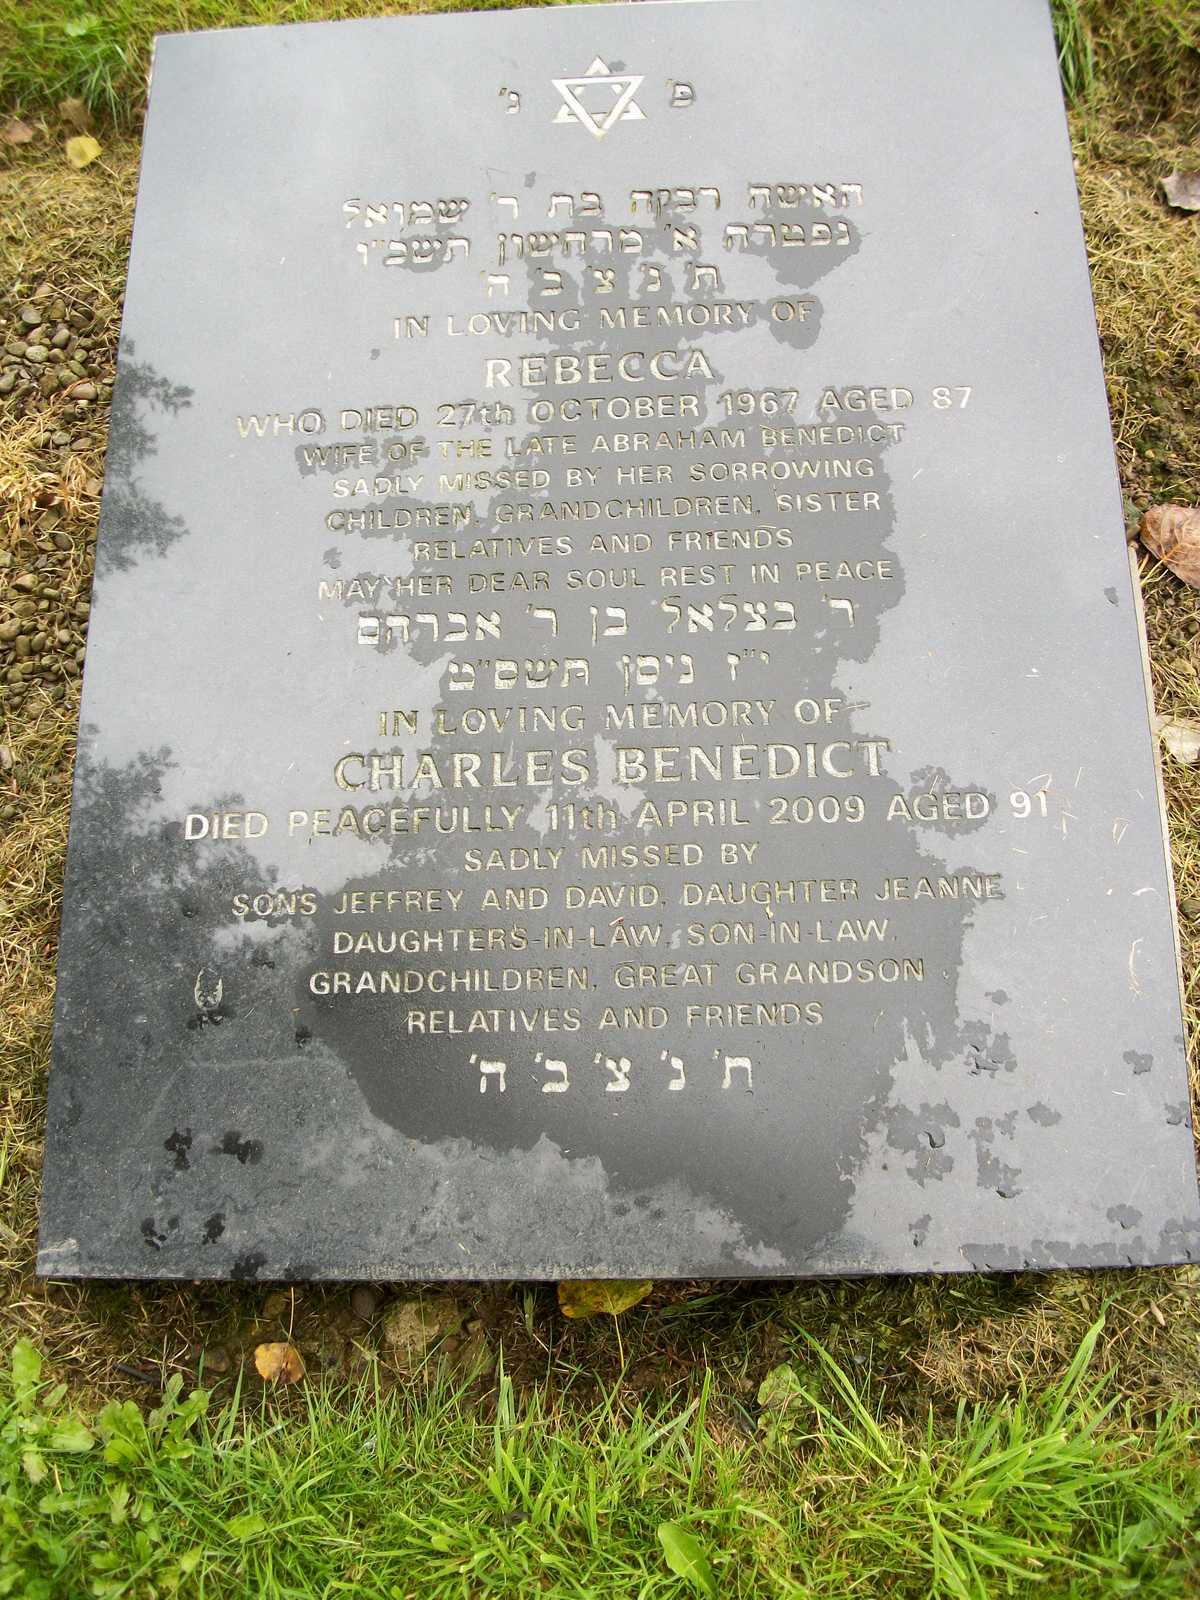 פ' נ'
האשה רבקה בת ר' שמואל
נפטרה א' מרחשון תשכ"ו
ת' נ' צ' ב' ה'
IN LOVING MEMORY OF
REBECCA
WHO DIED 27th OCTOBER 1967 AGED 87
WIFE OF THE LATE ABRAHAM BENEDICT
SADLY MISSED BY HER SORROWING
CHILDREN, GRANDCHILDREN, SISTER
RELATIVES AND FRIENDS
MAY HER DEAR SOUL REST IN PEACE
ר' בצלאל בן ר' אברהם
י"ז ניסן תשס"ט
IN LOVING MEMORY OF
CHARLES BENEDICT
DIED PEACEFULLY 11th APRIL 2009 AGED 91
SADLY MISSED BY
SONS JEFFREY AND DAVID, DAUGHTER JEANNE
DAUGHTERS-IN-LAW, SON-IN-LAW,
GRANDCHILDREN, GREAT GRANDSON
RELATIVES AND FRIENDS
ת' נ' צ' ב' ה'